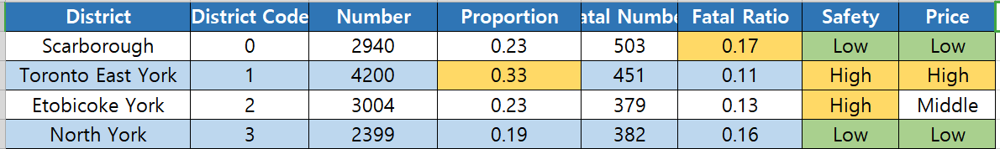 District District Code Number Proportion atal Numbe Fatal Ratio Safety Price
Scarborough 0 2940 0.23 503 0.17 Low Low
Toronto East York 1 4200 0.33 451 0.11 High High
Etobicoke York 2 3004 0.23 379 0.13 High Middle
North York 3 2399 0.19 382 0.16 Low Low